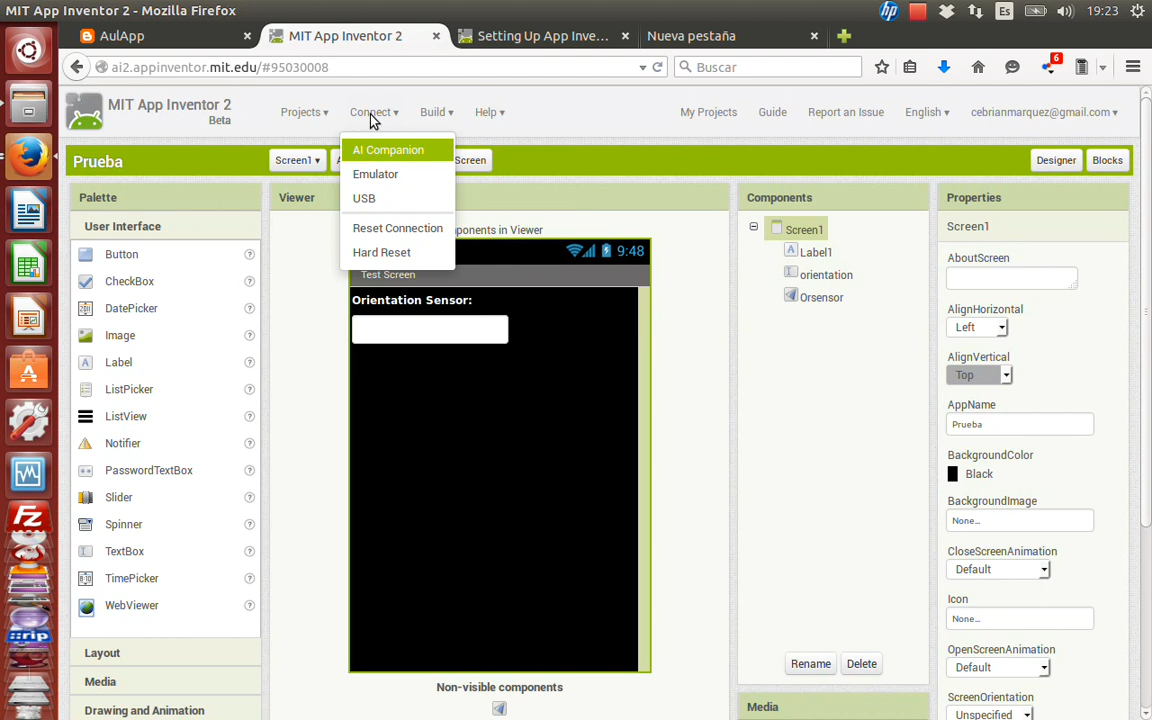 MIT App Inventor 2 - Mozilla Firefox
Es
19:23
AulApp
MIT App Inventor 2
Setting Up App Inve...
Nueva pestaña
ai2.appinventor.mit.edu/#95030008
Buscar
6
MIT App Inventor 2
Beta
Projects
Connect
Build
Help
My Projects
Guide
Report an Issue
English
cebrianmarquez@gmail.com
Prueba
Screen1
A
Screen
Designer
Blocks
AI Companion
Emulator
USB
Reset Connection
Hard Reset
Palette
User Interface
Button
CheckBox
DatePicker
Image
Label
ListPicker
ListView
Notifier
PasswordTextBox
Slider
Spinner
TextBox
TimePicker
WebViewer
Layout
Media
Drawing and Animation
Viewer
ponents in Viewer
9:48
Test Screen
Orientation Sensor:
Non-visible components
Components
Screen1
Label1
orientation
Orsensor
Rename
Delete
Media
Properties
Screen1
AboutScreen
AlignHorizontal
Left
AlignVertical
Top
AppName
Prueba
BackgroundColor
Black
BackgroundImage
None...
CloseScreenAnimation
Default
Icon
None...
OpenScreenAnimation
Default
ScreenOrientation
Unspecified